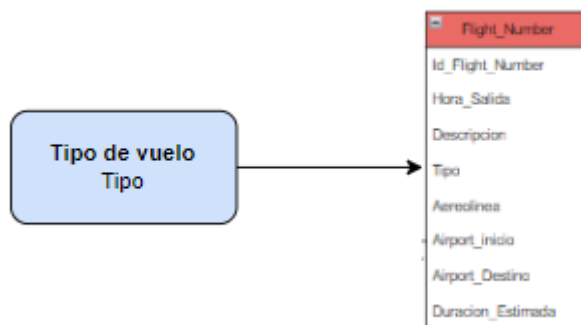 Tipo de vuelo
Tipo
Flight_Number
Id_Flight_Number
Hora_Salida
Descripcion
Tipo
Aereolinea
Airport_inicio
Airport_Destino
Duracion_Estimada